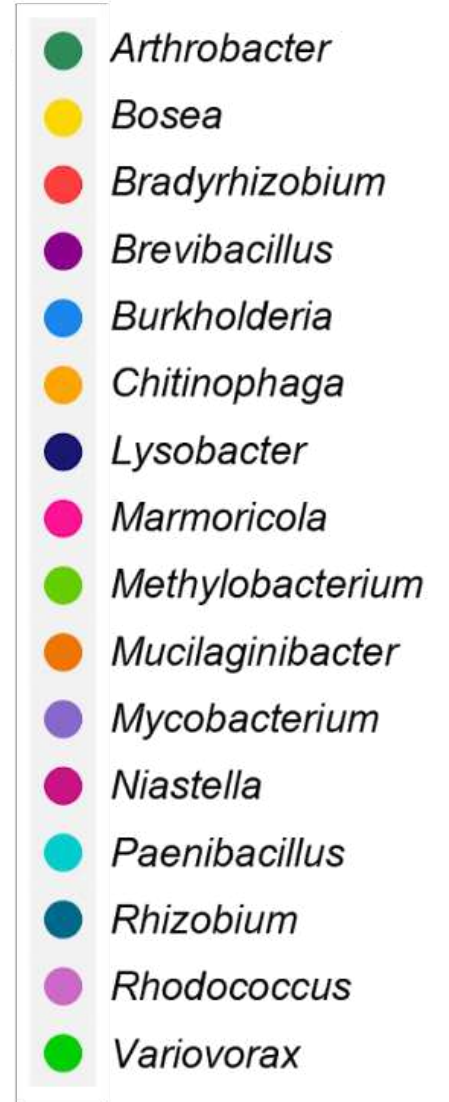 Arthrobacter
Bosea
Bradyrhizobium
Brevibacillus
Burkholderia
Chitinophaga
Lysobacter
Marmoricola
Methylobacterium
Mucilaginibacter
Mycobacterium
Niastella
Paenibacillus
Rhizobium
Rhodococcus
Variovorax